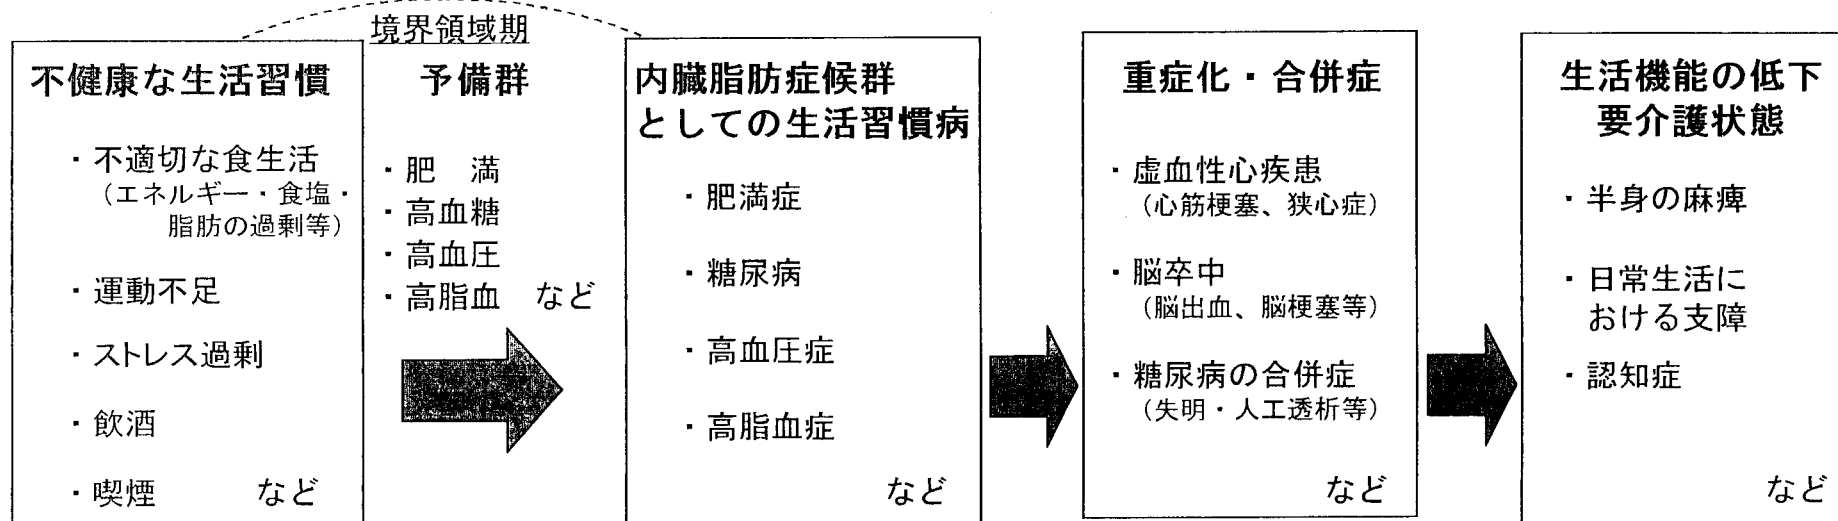 境界領域期
不健康な生活習慣
・不適切な食生活
（エネルギー・食塩・
脂肪の過剰等）
・運動不足
・ストレス過剰
・飲酒
・喫煙　など
予備群
・肥　満
・高血糖
・高血圧
・高脂血　など
内臓脂肪症候群
としての生活習慣病
・肥満症
・糖尿病
・高血圧症
・高脂血症
など
重症化・合併症
・虚血性心疾患
（心筋梗塞、狭心症）
・脳卒中
（脳出血、脳梗塞等）
・糖尿病の合併症
（失明・人工透析等）
など
生活機能の低下
要介護状態
・半身の麻痺
・日常生活に
おける支障
・認知症
など